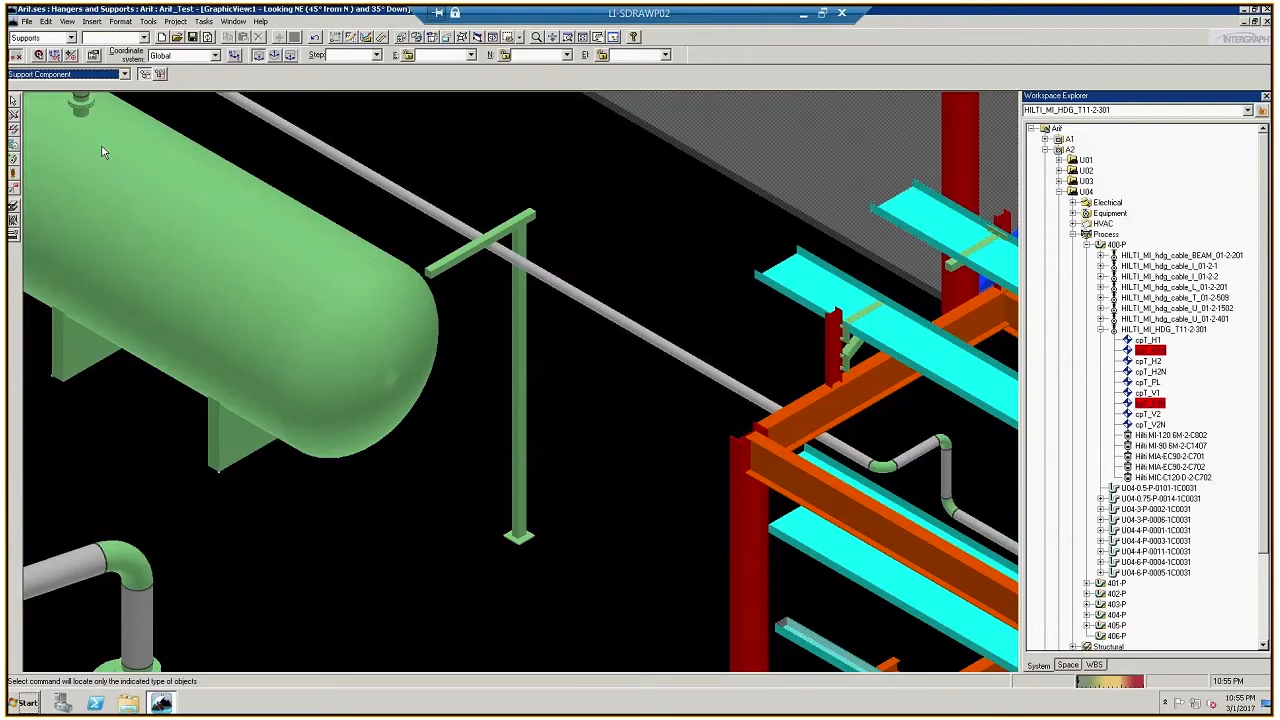 Aril.ses : Hangers and Supports : Aril : Aril_Test - [GraphicView:1 - Looking NE (45° from N ) and 35° Down]
LI-SDRAWP02
File Edit View Insert Format Tools Project Tasks Window Help
Supports
INTERGRAPH
Coordinate system: Global
Step:
E:
N:
El:
Support Component
Workspace Explorer
HILTI_MI_HDG_T11-2-301
A1
A2
U01
U02
U03
U04
Electrical
Equipment
HVAC
Process
400-P
HILTI_MI_hdg_cable_BEAM_01-2-201
HILTI_MI_hdg_cable_I_01-2-1
HILTI_MI_hdg_cable_I_01-2-2
HILTI_MI_hdg_cable_L_01-2-201
HILTI_MI_hdg_cable_T_01-2-509
HILTI_MI_hdg_cable_U_01-2-1502
HILTI_MI_hdg_cable_U_01-2-401
HILTI_MI_HDG_T11-2-301
cpT_H1
cpT_H2
cpT_H2N
cpT_PL
cpT_V1
cpT_V2
cpT_V2N
Hilti MI-120 6M-2-C802
Hilti MI-90 6M-2-C1407
Hilti MIA-EC90-2-C701
Hilti MIA-EC90-2-C702
Hilti MIC-C120-D-2-C702
U04-0.5-P-0101-1C0031
U04-0.75-P-0014-1C0031
U04-3-P-0002-1C0031
U04-3-P-0006-1C0031
U04-4-P-0001-1C0031
U04-4-P-0003-1C0031
U04-4-P-0011-1C0031
U04-6-P-0004-1C0031
U04-6-P-0005-1C0031
401-P
402-P
403-P
404-P
405-P
406-P
Structural
System Space WBS
Select command will locate only the indicated type of objects
10:55 PM
Start
10:55 PM
3/1/2017